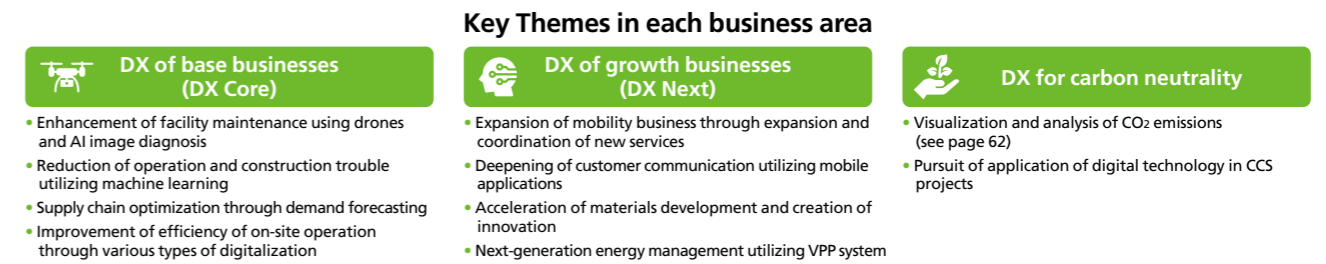 Key Themes in each business area
DX of base businesses
(DX Core)
• Enhancement of facility maintenance using drones
and AI image diagnosis
• Reduction of operation and construction trouble
utilizing machine learning
• Supply chain optimization through demand forecasting
• Improvement of efficiency of on-site operation
through various types of digitalization
DX of growth businesses
(DX Next)
• Expansion of mobility business through expansion and
coordination of new services
• Deepening of customer communication utilizing mobile
applications
• Acceleration of materials development and creation of
innovation
• Next-generation energy management utilizing VPP system
DX for carbon neutrality
• Visualization and analysis of CO₂ emissions
(see page 62)
• Pursuit of application of digital technology in CCS
projects